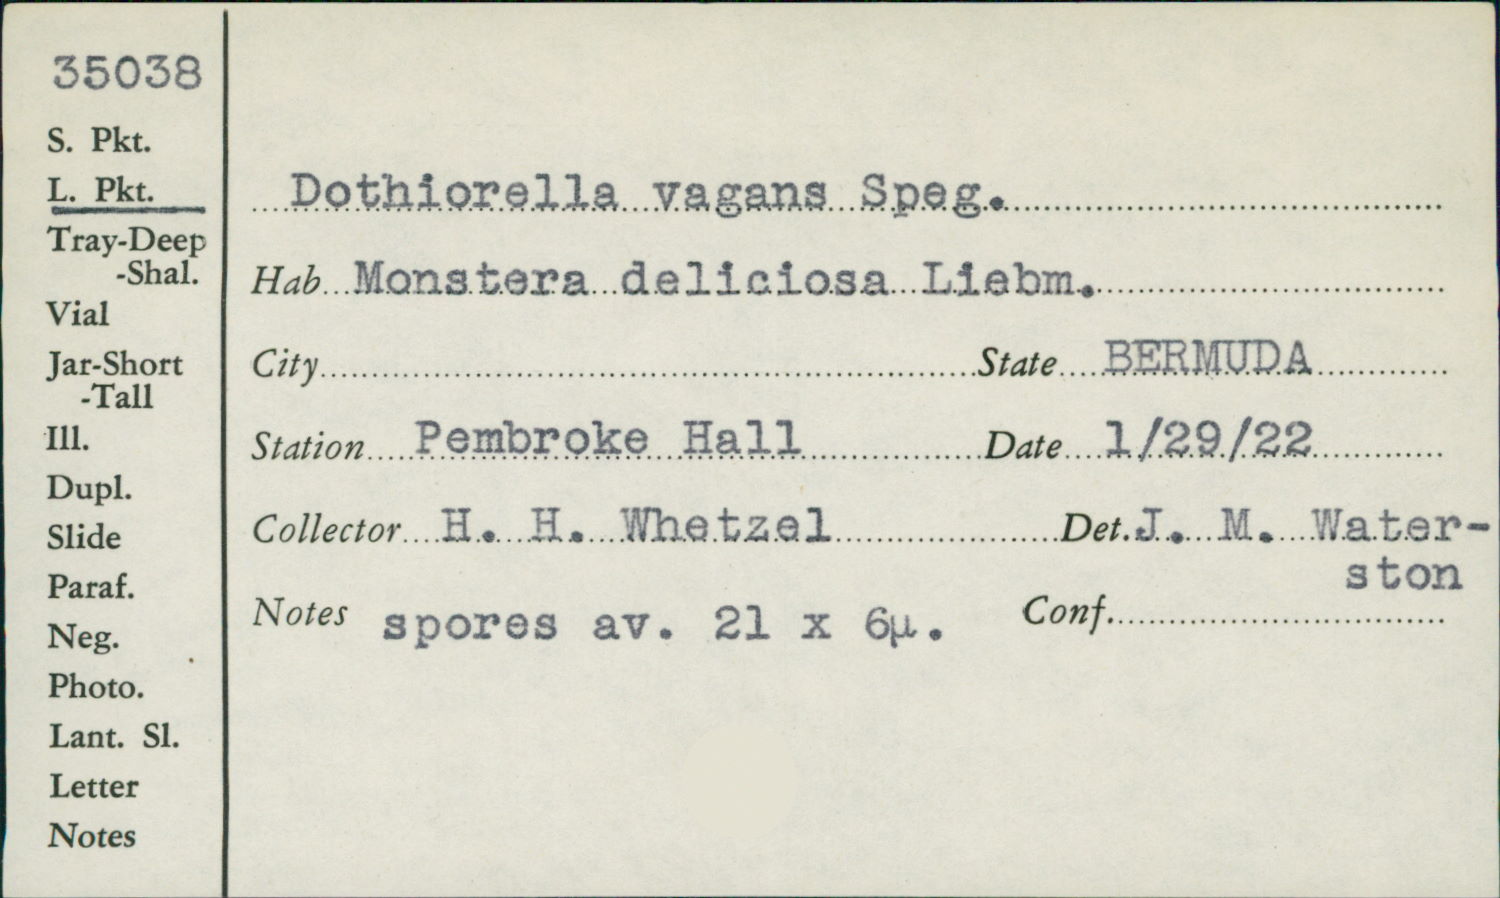 35038
S. Pkt.
L. Pkt.
Tray-Deep
-Shal.
Vial
Jar-Short
-Tall
Ill.
Dupl.
Slide
Paraf.
Neg.
Photo.
Lant. Sl.
Letter
Notes
Dothiorella vagans Speg.
Hab Monstera deliciosa Liebm.
City State BERMUDA
Station Pembroke Hall Date 1/29/22
Collector H. H. Whetzel Det. J. M. Water-
ston
Notes spores av. 21 x 6µ. Conf.